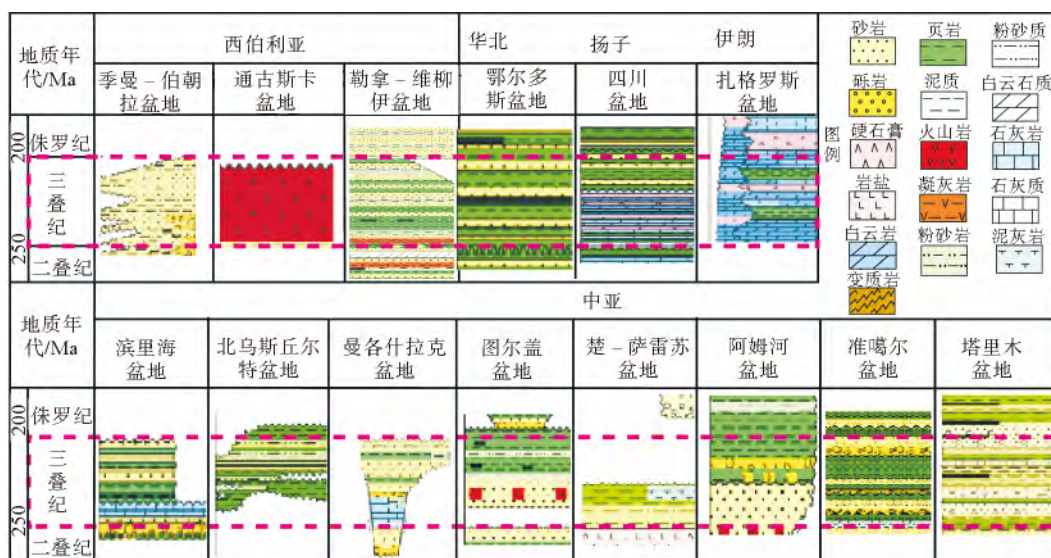 地质年
代/Ma
西伯利亚
华北
扬子
伊朗
季曼-伯朝
拉盆地
通古斯卡
盆地
勒拿-维柳
伊盆地
鄂尔多
斯盆地
四川
盆地
扎格罗斯
盆地
200
侏罗纪
三
叠
纪
250
二叠纪
图
例
砂岩
页岩
粉砂质
砾岩
泥质
白云石质
硬石膏
火山岩
石灰岩
岩盐
凝灰岩
石灰质
白云岩
粉砂岩
泥灰岩
变质岩
地质年
代/Ma
中亚
滨里海
盆地
北乌斯丘尔
特盆地
曼各什拉克
盆地
图尔盖
盆地
楚-萨雷苏
盆地
阿姆河
盆地
准噶尔
盆地
塔里木
盆地
200
侏罗纪
三
叠
纪
250
二叠纪